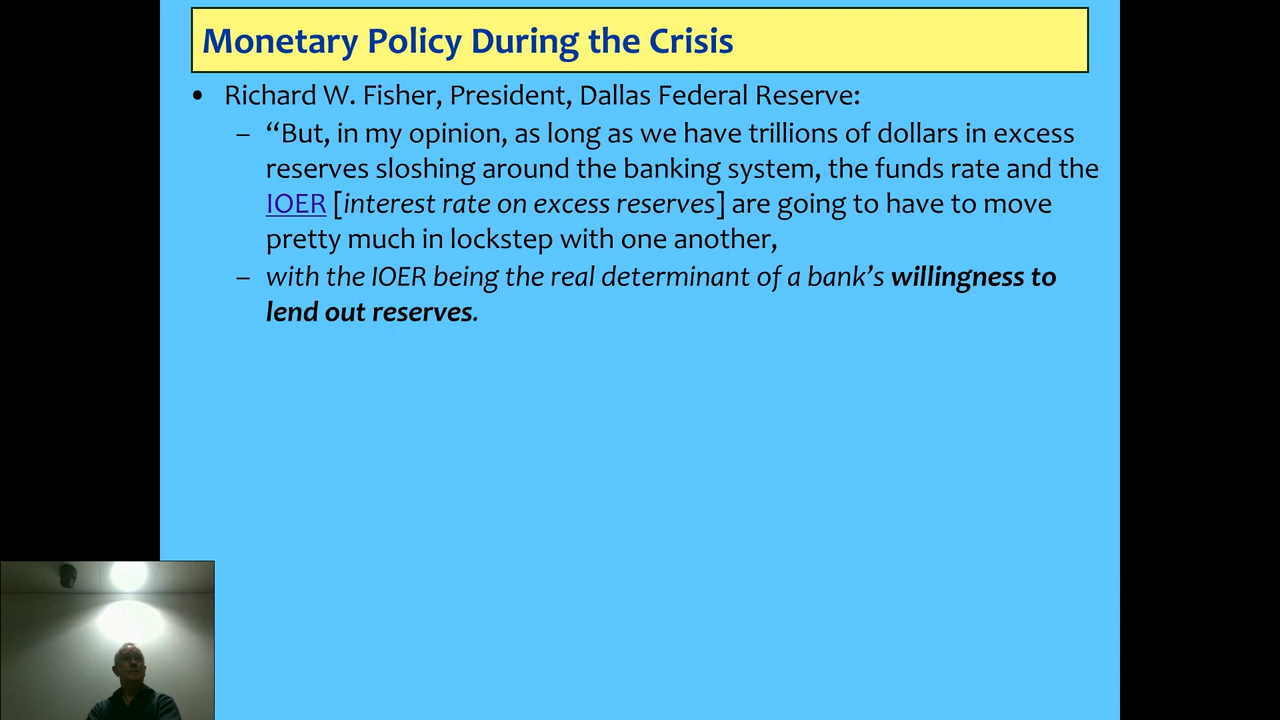 Monetary Policy During the Crisis
• Richard W. Fisher, President, Dallas Federal Reserve:
– “But, in my opinion, as long as we have trillions of dollars in excess
reserves sloshing around the banking system, the funds rate and the
IOER [interest rate on excess reserves] are going to have to move
pretty much in lockstep with one another,
– with the IOER being the real determinant of a bank’s willingness to
lend out reserves.